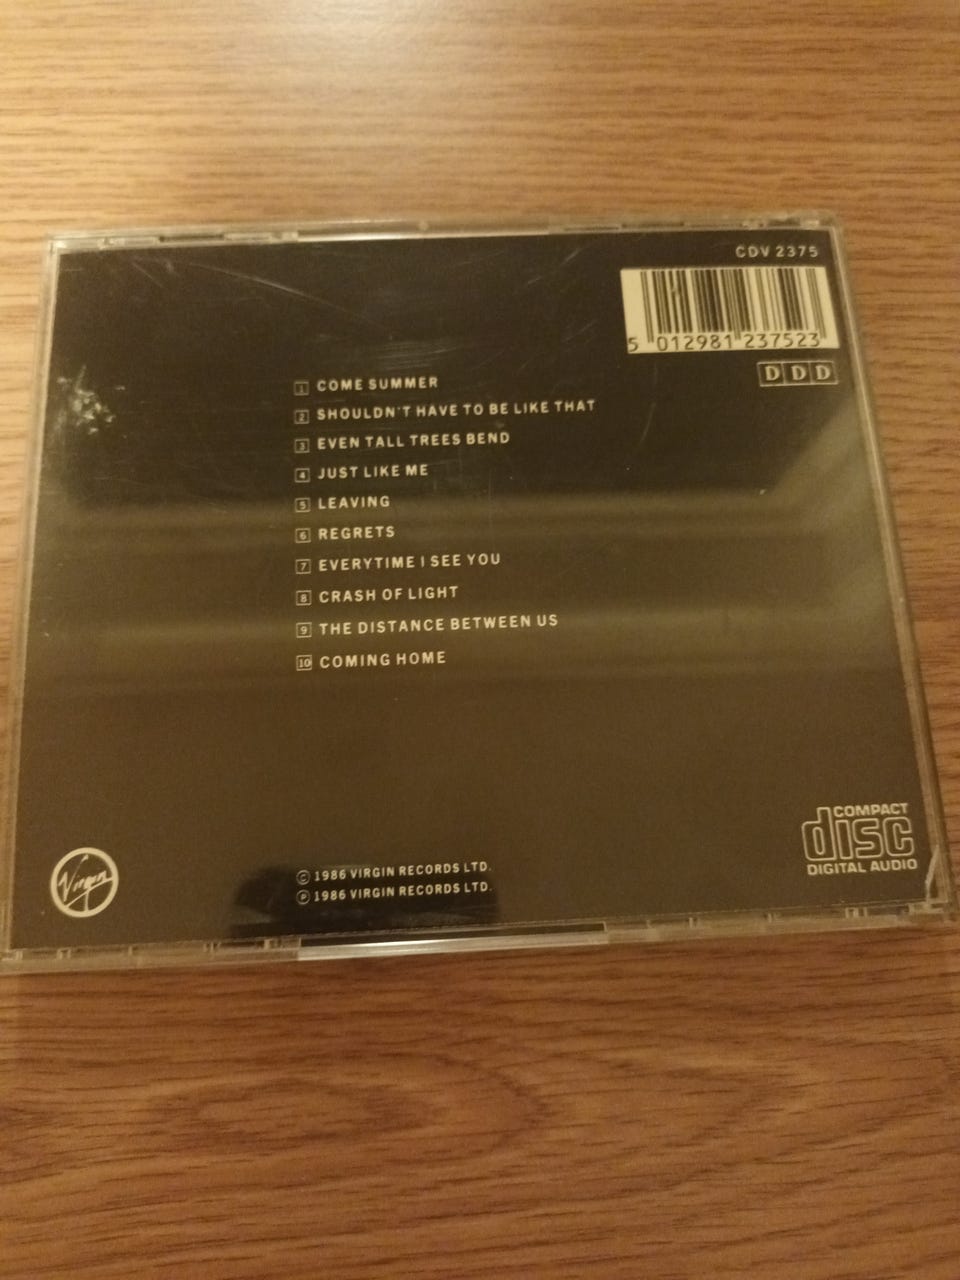 CDV 2375
5 012981 237523
D D D
1 COME SUMMER
2 SHOULDN'T HAVE TO BE LIKE THAT
3 EVEN TALL TREES BEND
4 JUST LIKE ME
5 LEAVING
6 REGRETS
7 EVERYTIME I SEE YOU
8 CRASH OF LIGHT
9 THE DISTANCE BETWEEN US
10 COMING HOME
COMPACT
disc
DIGITAL AUDIO
Virgin
© 1986 VIRGIN RECORDS LTD.
℗ 1986 VIRGIN RECORDS LTD.